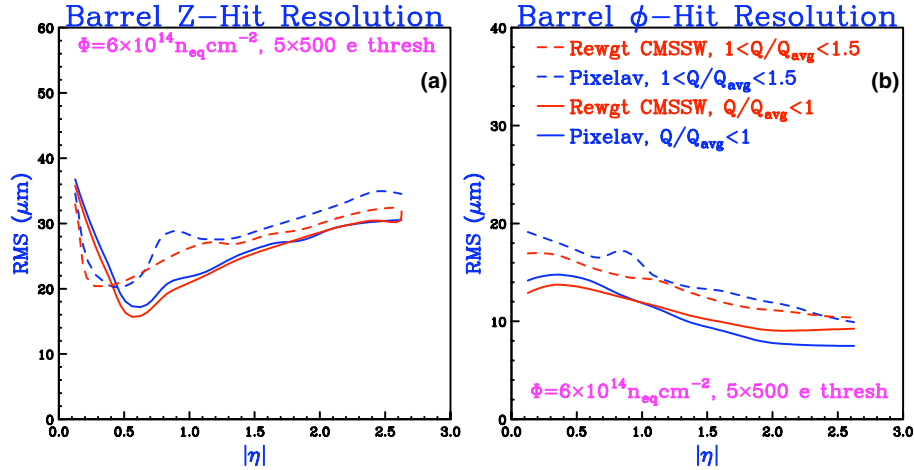 Barrel Z-Hit Resolution
Φ=6×10¹⁴n_eqcm⁻², 5×500 e thresh
(a)
60
50
40
30
20
10
0
RMS (μm)
0.0 0.5 1.0 1.5 2.0 2.5 3.0
|η|
Barrel ϕ-Hit Resolution
Rewgt CMSSW, 1<Q/Q_avg<1.5
Pixelav, 1<Q/Q_avg<1.5
(b)
Rewgt CMSSW, Q/Q_avg<1
Pixelav, Q/Q_avg<1
40
30
20
10
0
RMS (μm)
Φ=6×10¹⁴n_eqcm⁻², 5×500 e thresh
0.0 0.5 1.0 1.5 2.0 2.5 3.0
|η|